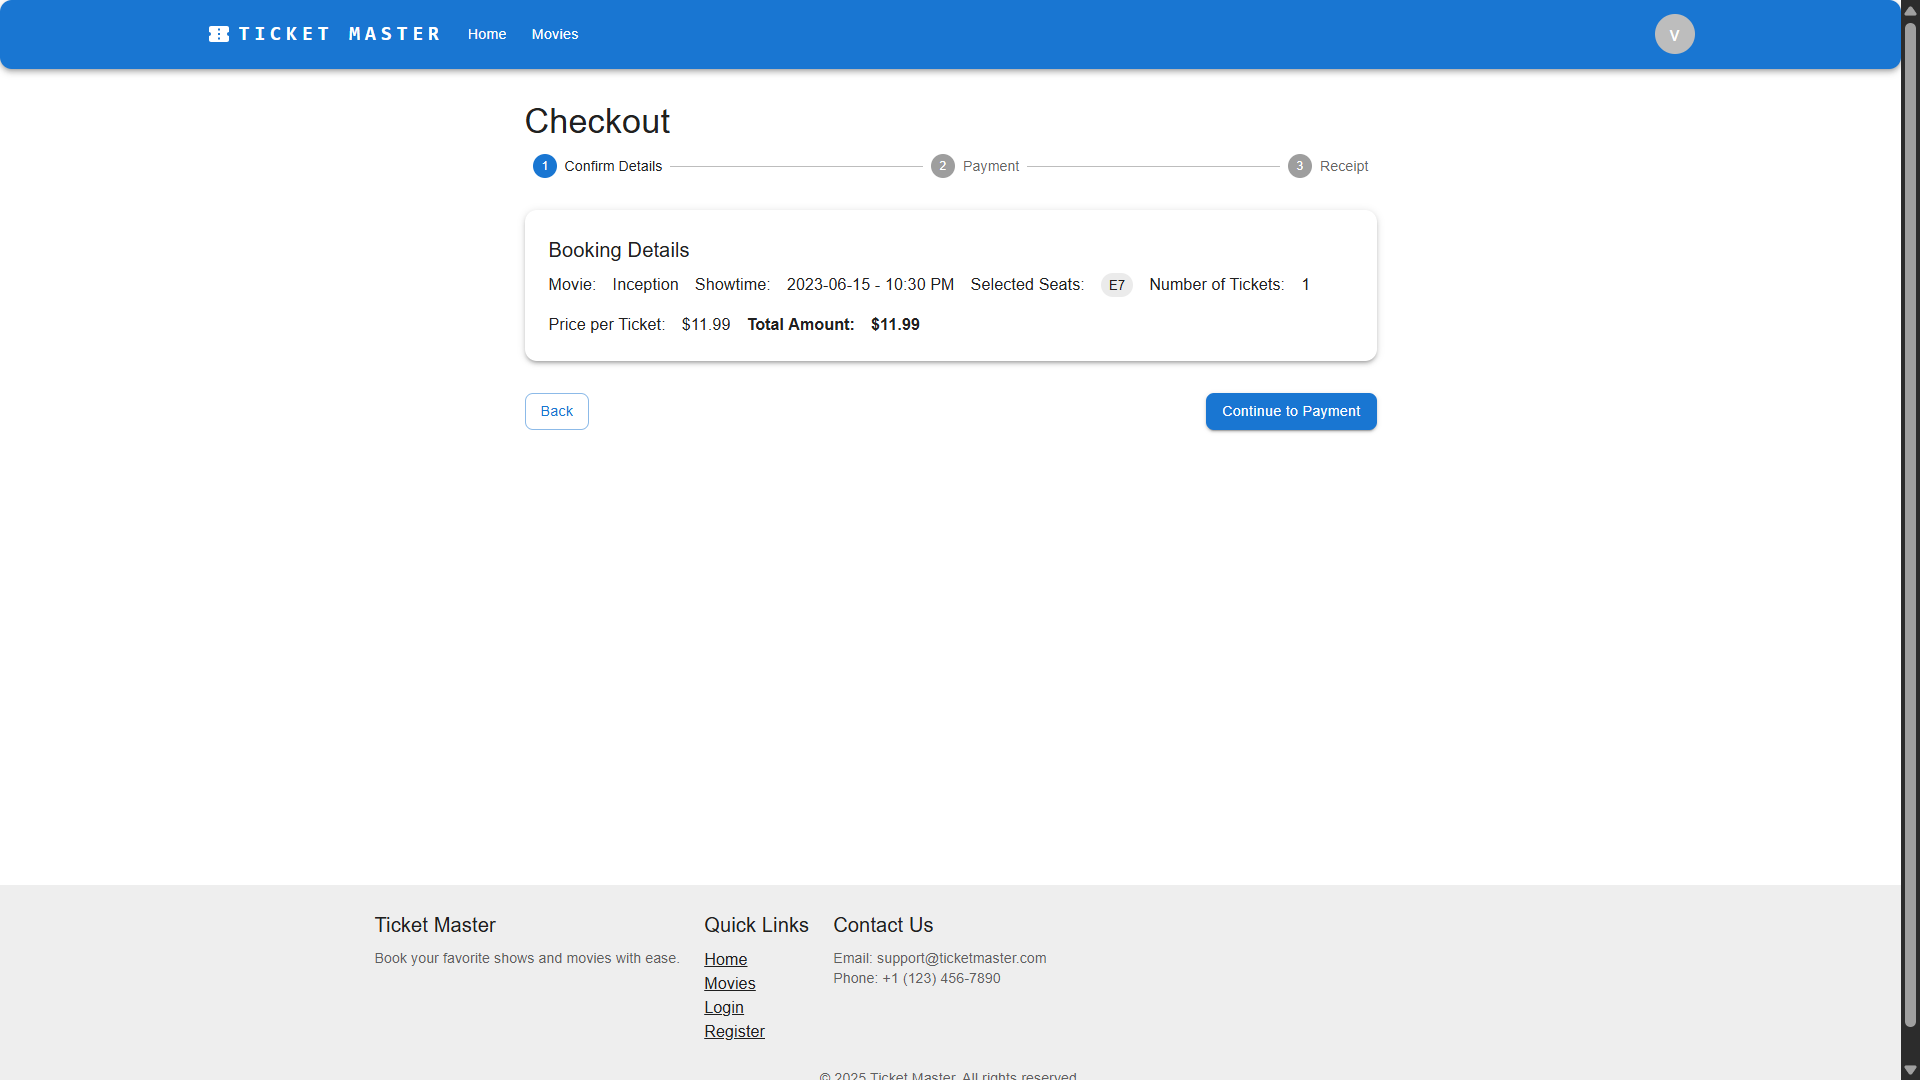 TICKET MASTER Home Movies V
Checkout
1 Confirm Details 2 Payment 3 Receipt
Booking Details
Movie: Inception Showtime: 2023-06-15 - 10:30 PM Selected Seats: E7 Number of Tickets: 1
Price per Ticket: $11.99 Total Amount: $11.99
Back Continue to Payment
Ticket Master
Book your favorite shows and movies with ease.
Quick Links
Home
Movies
Login
Register
Contact Us
Email: support@ticketmaster.com
Phone: +1 (123) 456-7890
© 2025 Ticket Master. All rights reserved.